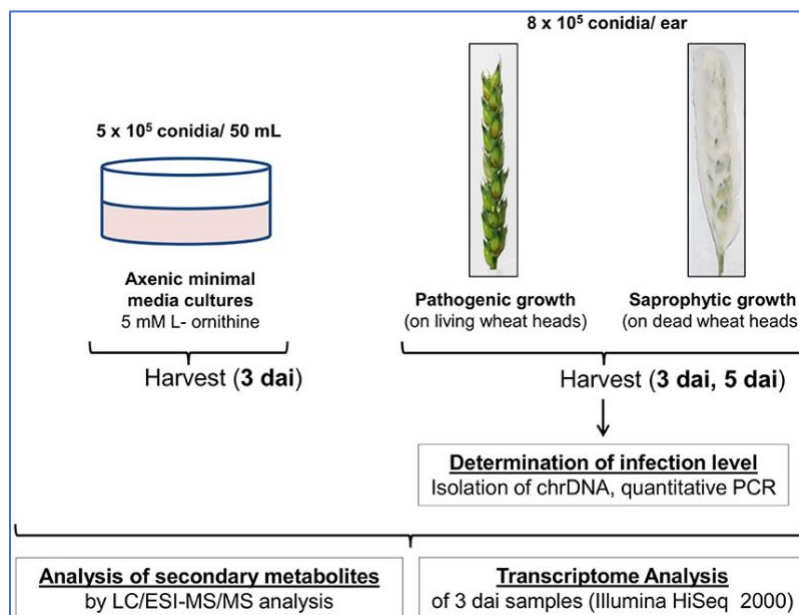 8 x 10⁵ conidia/ ear
5 x 10⁵ conidia/ 50 mL
Axenic minimal
media cultures
5 mM L- ornithine
Harvest (3 dai)
Pathogenic growth
(on living wheat heads)
Saprophytic growth
(on dead wheat heads
Harvest (3 dai, 5 dai)
Determination of infection level
Isolation of chrDNA, quantitative PCR
Analysis of secondary metabolites
by LC/ESI-MS/MS analysis
Transcriptome Analysis
of 3 dai samples (Illumina HiSeq 2000)